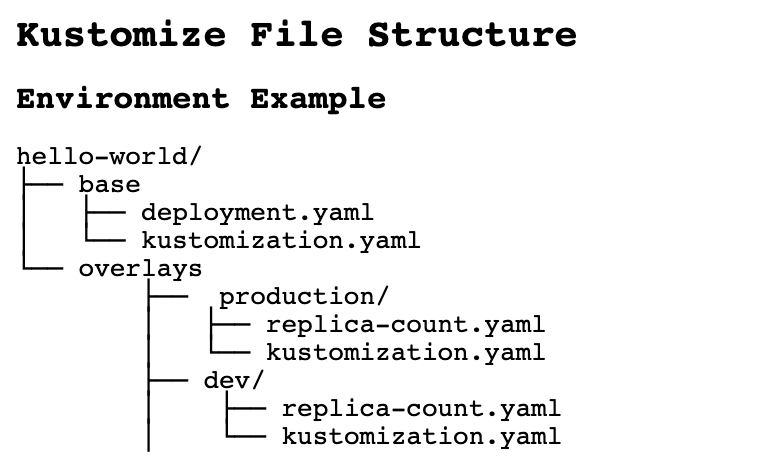 Kustomize File Structure
Environment Example
hello-world/
├── base
│   ├── deployment.yaml
│   └── kustomization.yaml
└── overlays
        ├──  production/
        │   ├── replica-count.yaml
        │   └── kustomization.yaml
        ├── dev/
        │    ├── replica-count.yaml
        │    └── kustomization.yaml